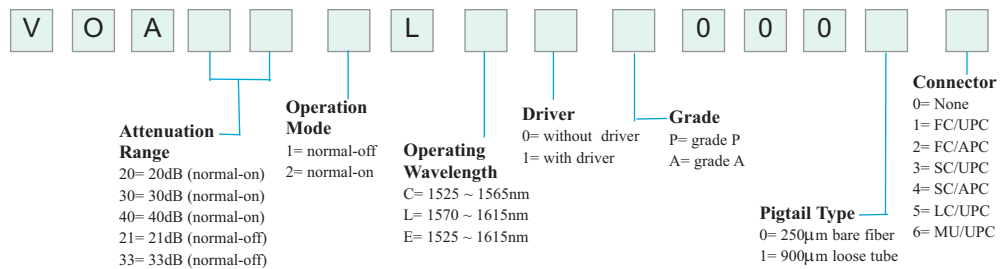 V O A L 0 0 0
Attenuation
Range
20= 20dB (normal-on)
30= 30dB (normal-on)
40= 40dB (normal-on)
21= 21dB (normal-off)
33= 33dB (normal-off)
Operation
Mode
1= normal-off
2= normal-on
Operating
Wavelength
C= 1525 ~ 1565nm
L= 1570 ~ 1615nm
E= 1525 ~ 1615nm
Driver
0= without driver
1= with driver
Grade
P= grade P
A= grade A
Pigtail Type
0= 250μm bare fiber
1= 900μm loose tube
Connector
0= None
1= FC/UPC
2= FC/APC
3= SC/UPC
4= SC/APC
5= LC/UPC
6= MU/UPC